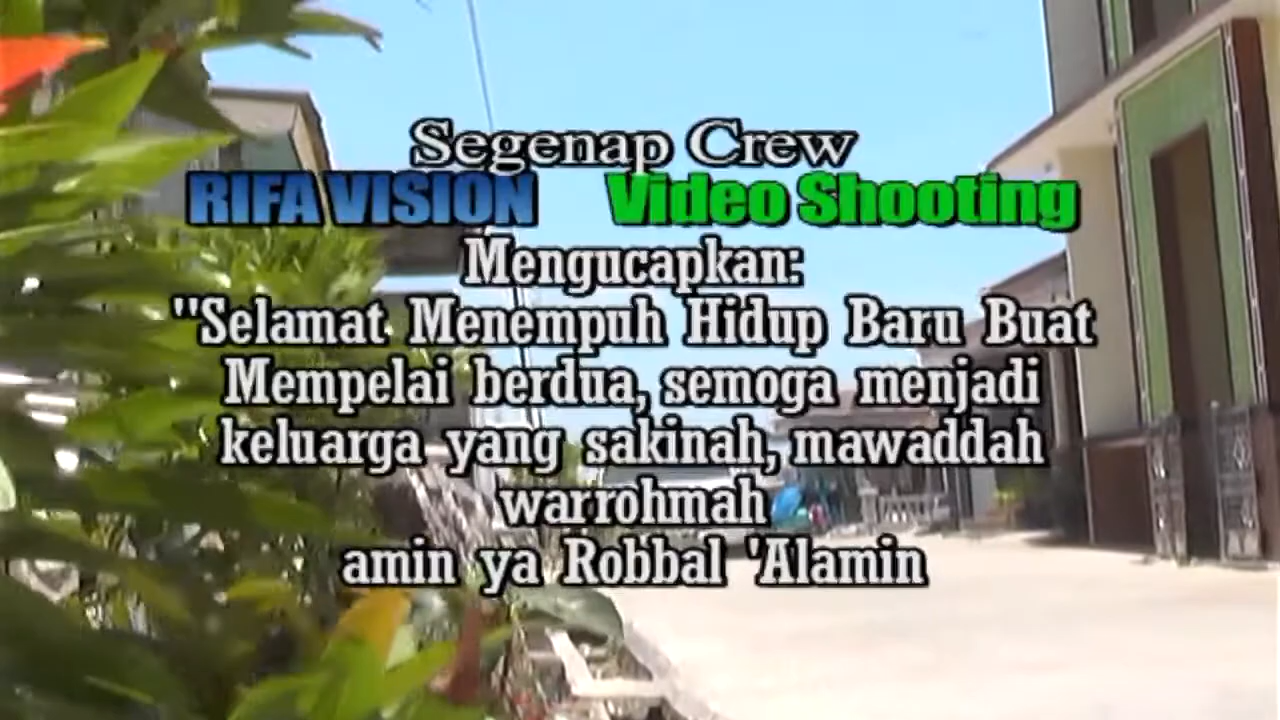 Segenap Crew
RIFA VISION Video Shooting
Mengucapkan:
"Selamat Menempuh Hidup Baru Buat
Mempelai berdua, semoga menjadi
keluarga yang sakinah, mawaddah
warrohmah
amin ya Robbal 'Alamin